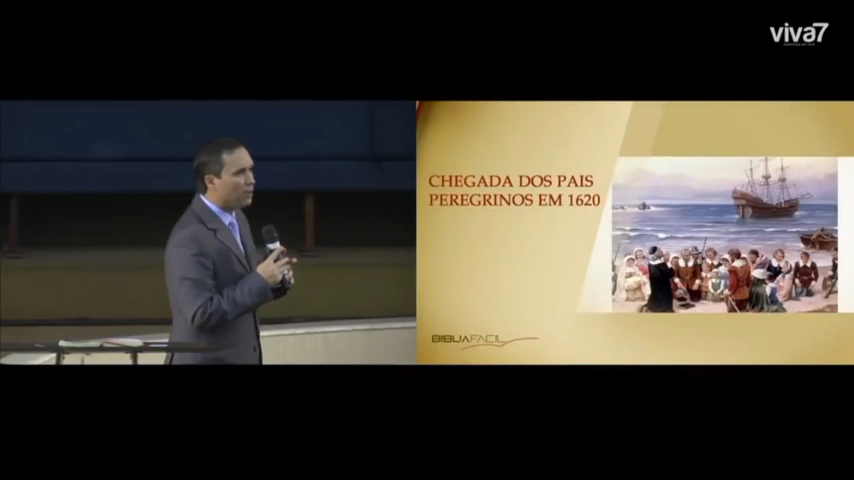 viva7
CHEGADA DOS PAIS
PEREGRINOS EM 1620
BIBLIAFACIL